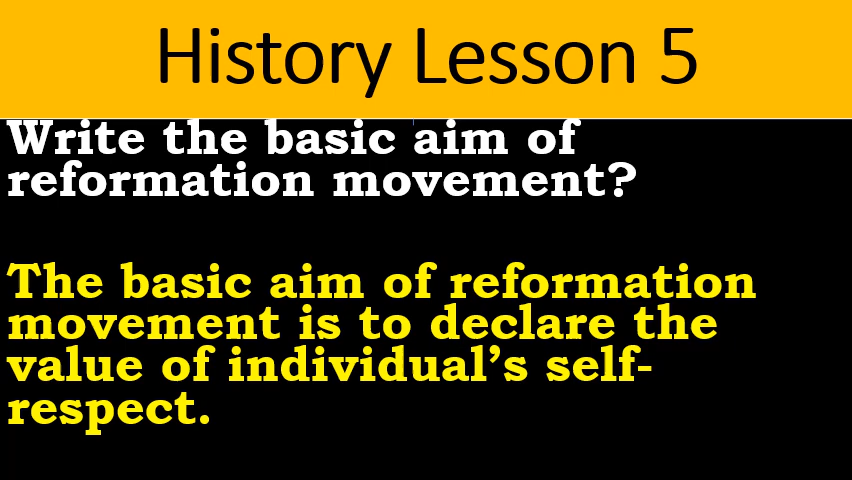 History Lesson 5
Write the basic aim of
reformation movement?
The basic aim of reformation
movement is to declare the
value of individual’s self-
respect.